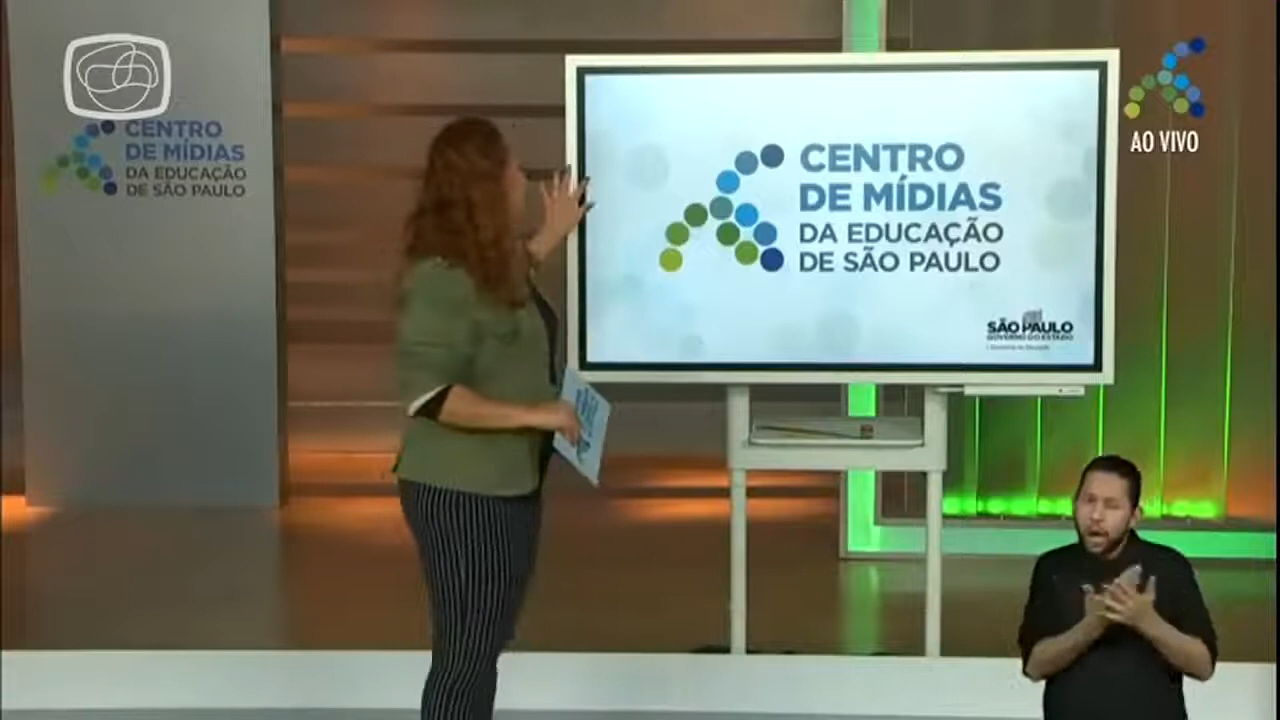 CENTRO
DE MÍDIAS
DA EDUCAÇÃO
DE SÃO PAULO
CENTRO
DE MÍDIAS
DA EDUCAÇÃO
DE SÃO PAULO
SÃO PAULO
GOVERNO DO ESTADO
AO VIVO